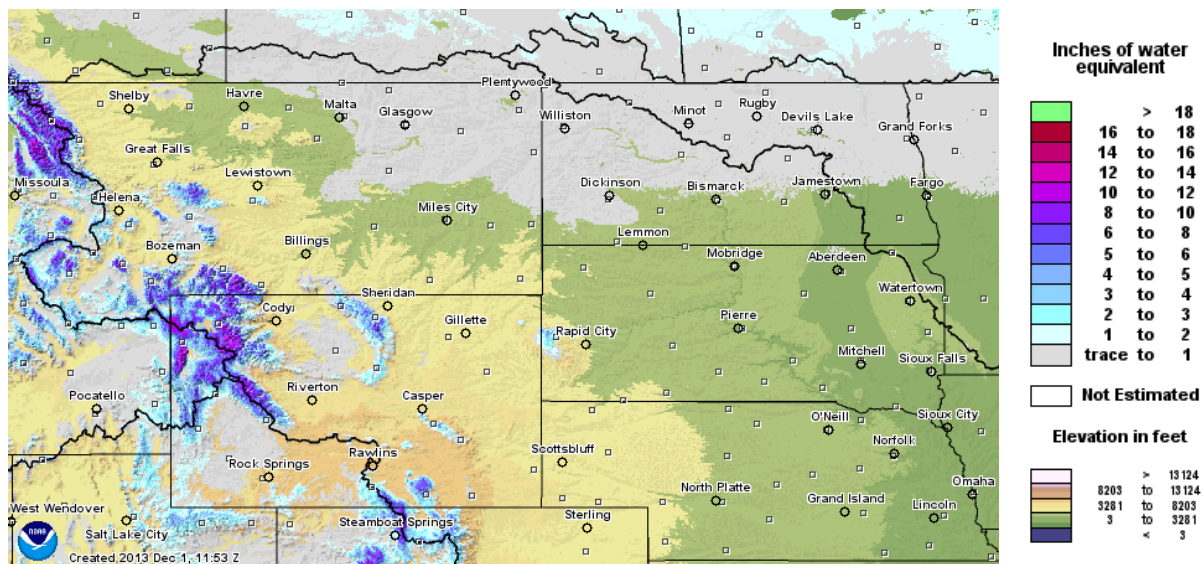 Shelby
Havre
Malta
Glasgow
Plentywood
Williston
Minot
Rugby
Devils Lake
Grand Forks
Great Falls
Lewistown
Missoula
Helena
Dickinson
Bismarck
Jamestown
Fargo
Miles City
Bozeman
Billings
Lemmon
Mobridge
Aberdeen
Watertown
Cody
Sheridan
Gillette
Rapid City
Pierre
Mitchell
Sioux Falls
Pocatello
Riverton
Casper
O'Neill
Sioux City
Rock Springs
Rawlins
Scottsbluff
Norfolk
North Platte
Grand Island
Lincoln
Omaha
West Wendover
Salt Lake City
Steamboat Springs
Sterling
NOAA
Created 2013 Dec 1, 11:53 Z
Inches of water
equivalent
> 18
16 to 18
14 to 16
12 to 14
10 to 12
8 to 10
6 to 8
5 to 6
4 to 5
3 to 4
2 to 3
1 to 2
trace to 1
Not Estimated
Elevation in feet
> 13124
8203 to 13124
3281 to 8203
3 to 3281
< 3